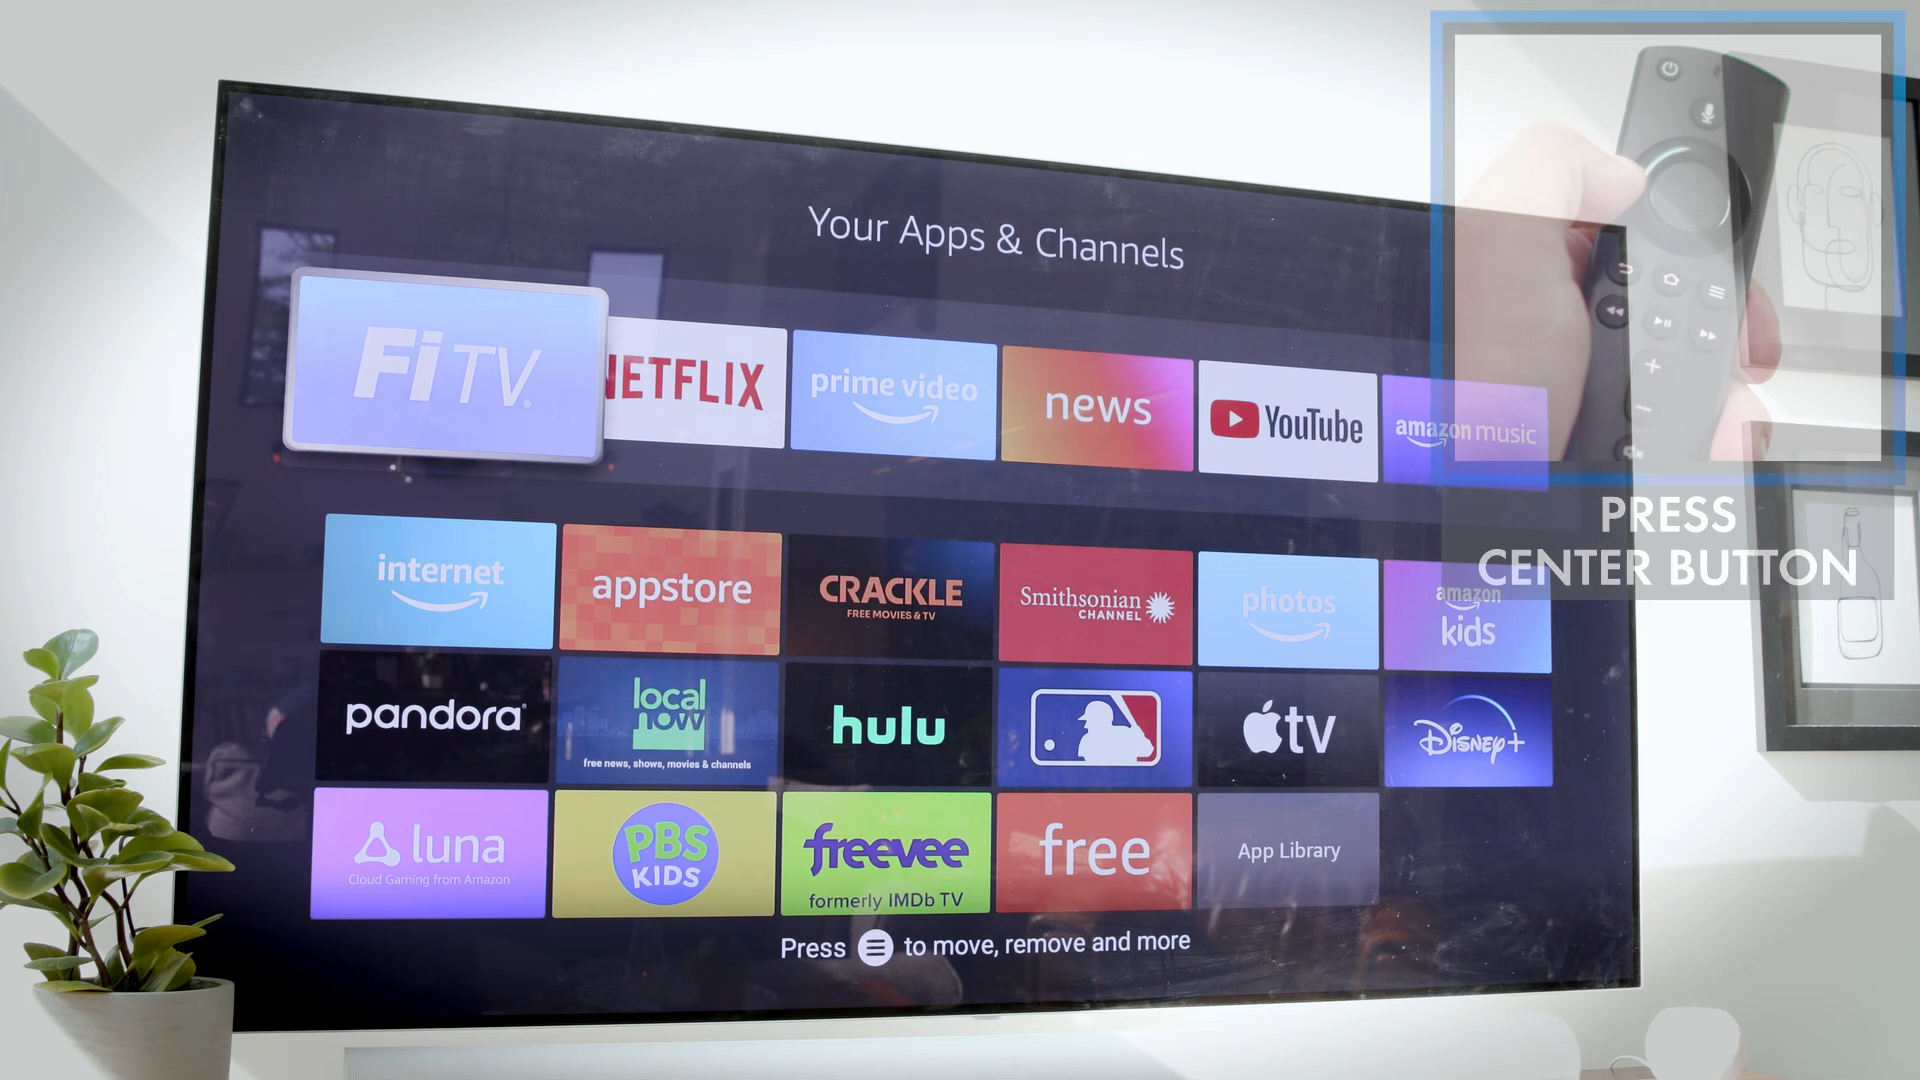 Your Apps & Channels
Fi TV
NETFLIX
prime video
news
YouTube
amazon music
PRESS
CENTER BUTTON
internet
appstore
CRACKLE
FREE MOVIES & TV
Smithsonian
CHANNEL
photos
amazon
kids
pandora
local
now
free news, shows, movies & channels
hulu
tv
Disney+
luna
Cloud Gaming from Amazon
PBS
KIDS
freevee
formerly IMDb TV
free
App Library
Press to move, remove and more